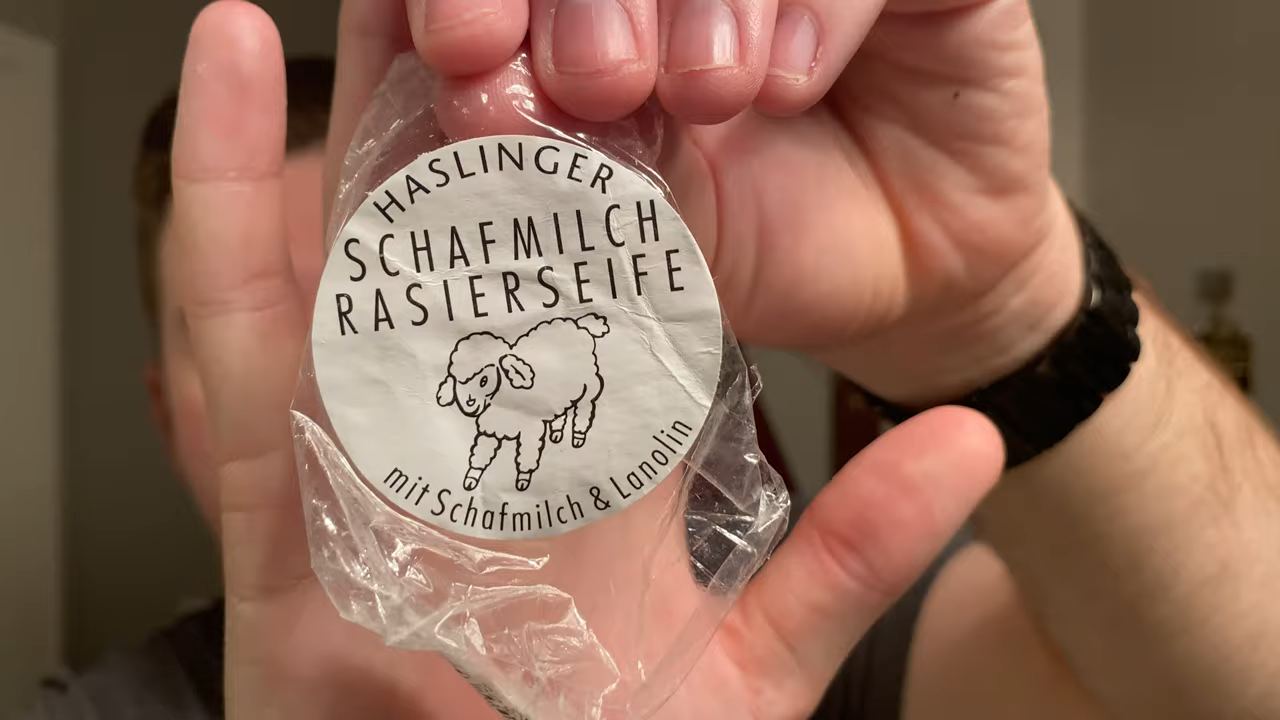 HASLINGER
SCHAFMILCH
RASIERSEIFE
mit Schafmilch & Lanolin